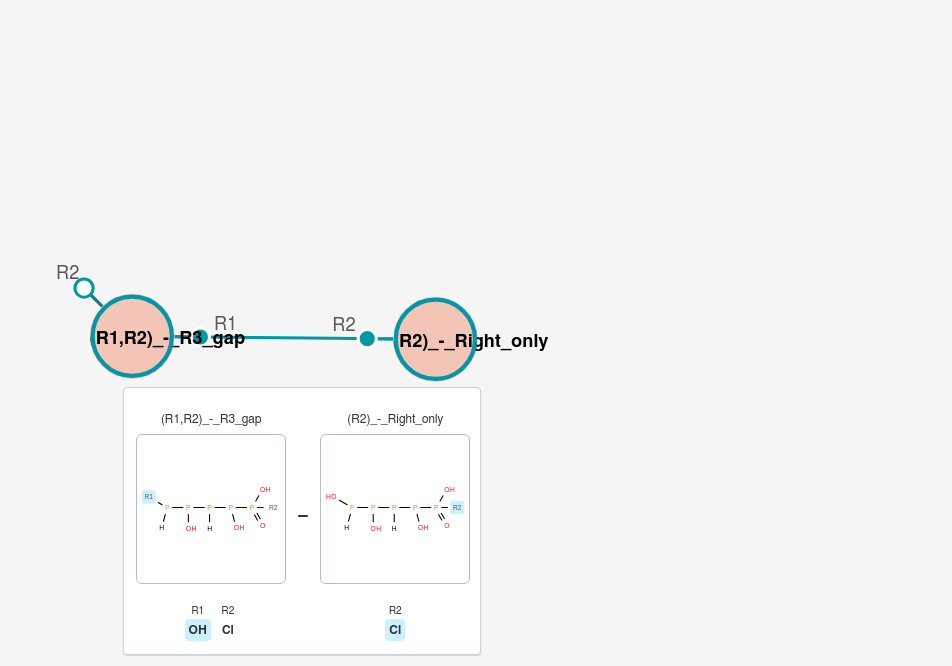 R2
R1,R2)_-_R3_gap
R1
R2
R2)_-_Right_only
(R1,R2)_-_R3_gap
(R2)_-_Right_only
R1
P P P P P
OH
R2
H OH H OH O
–
HO
P P P P P
OH
R2
H OH H OH O
R1 R2
OH Cl
R2
Cl